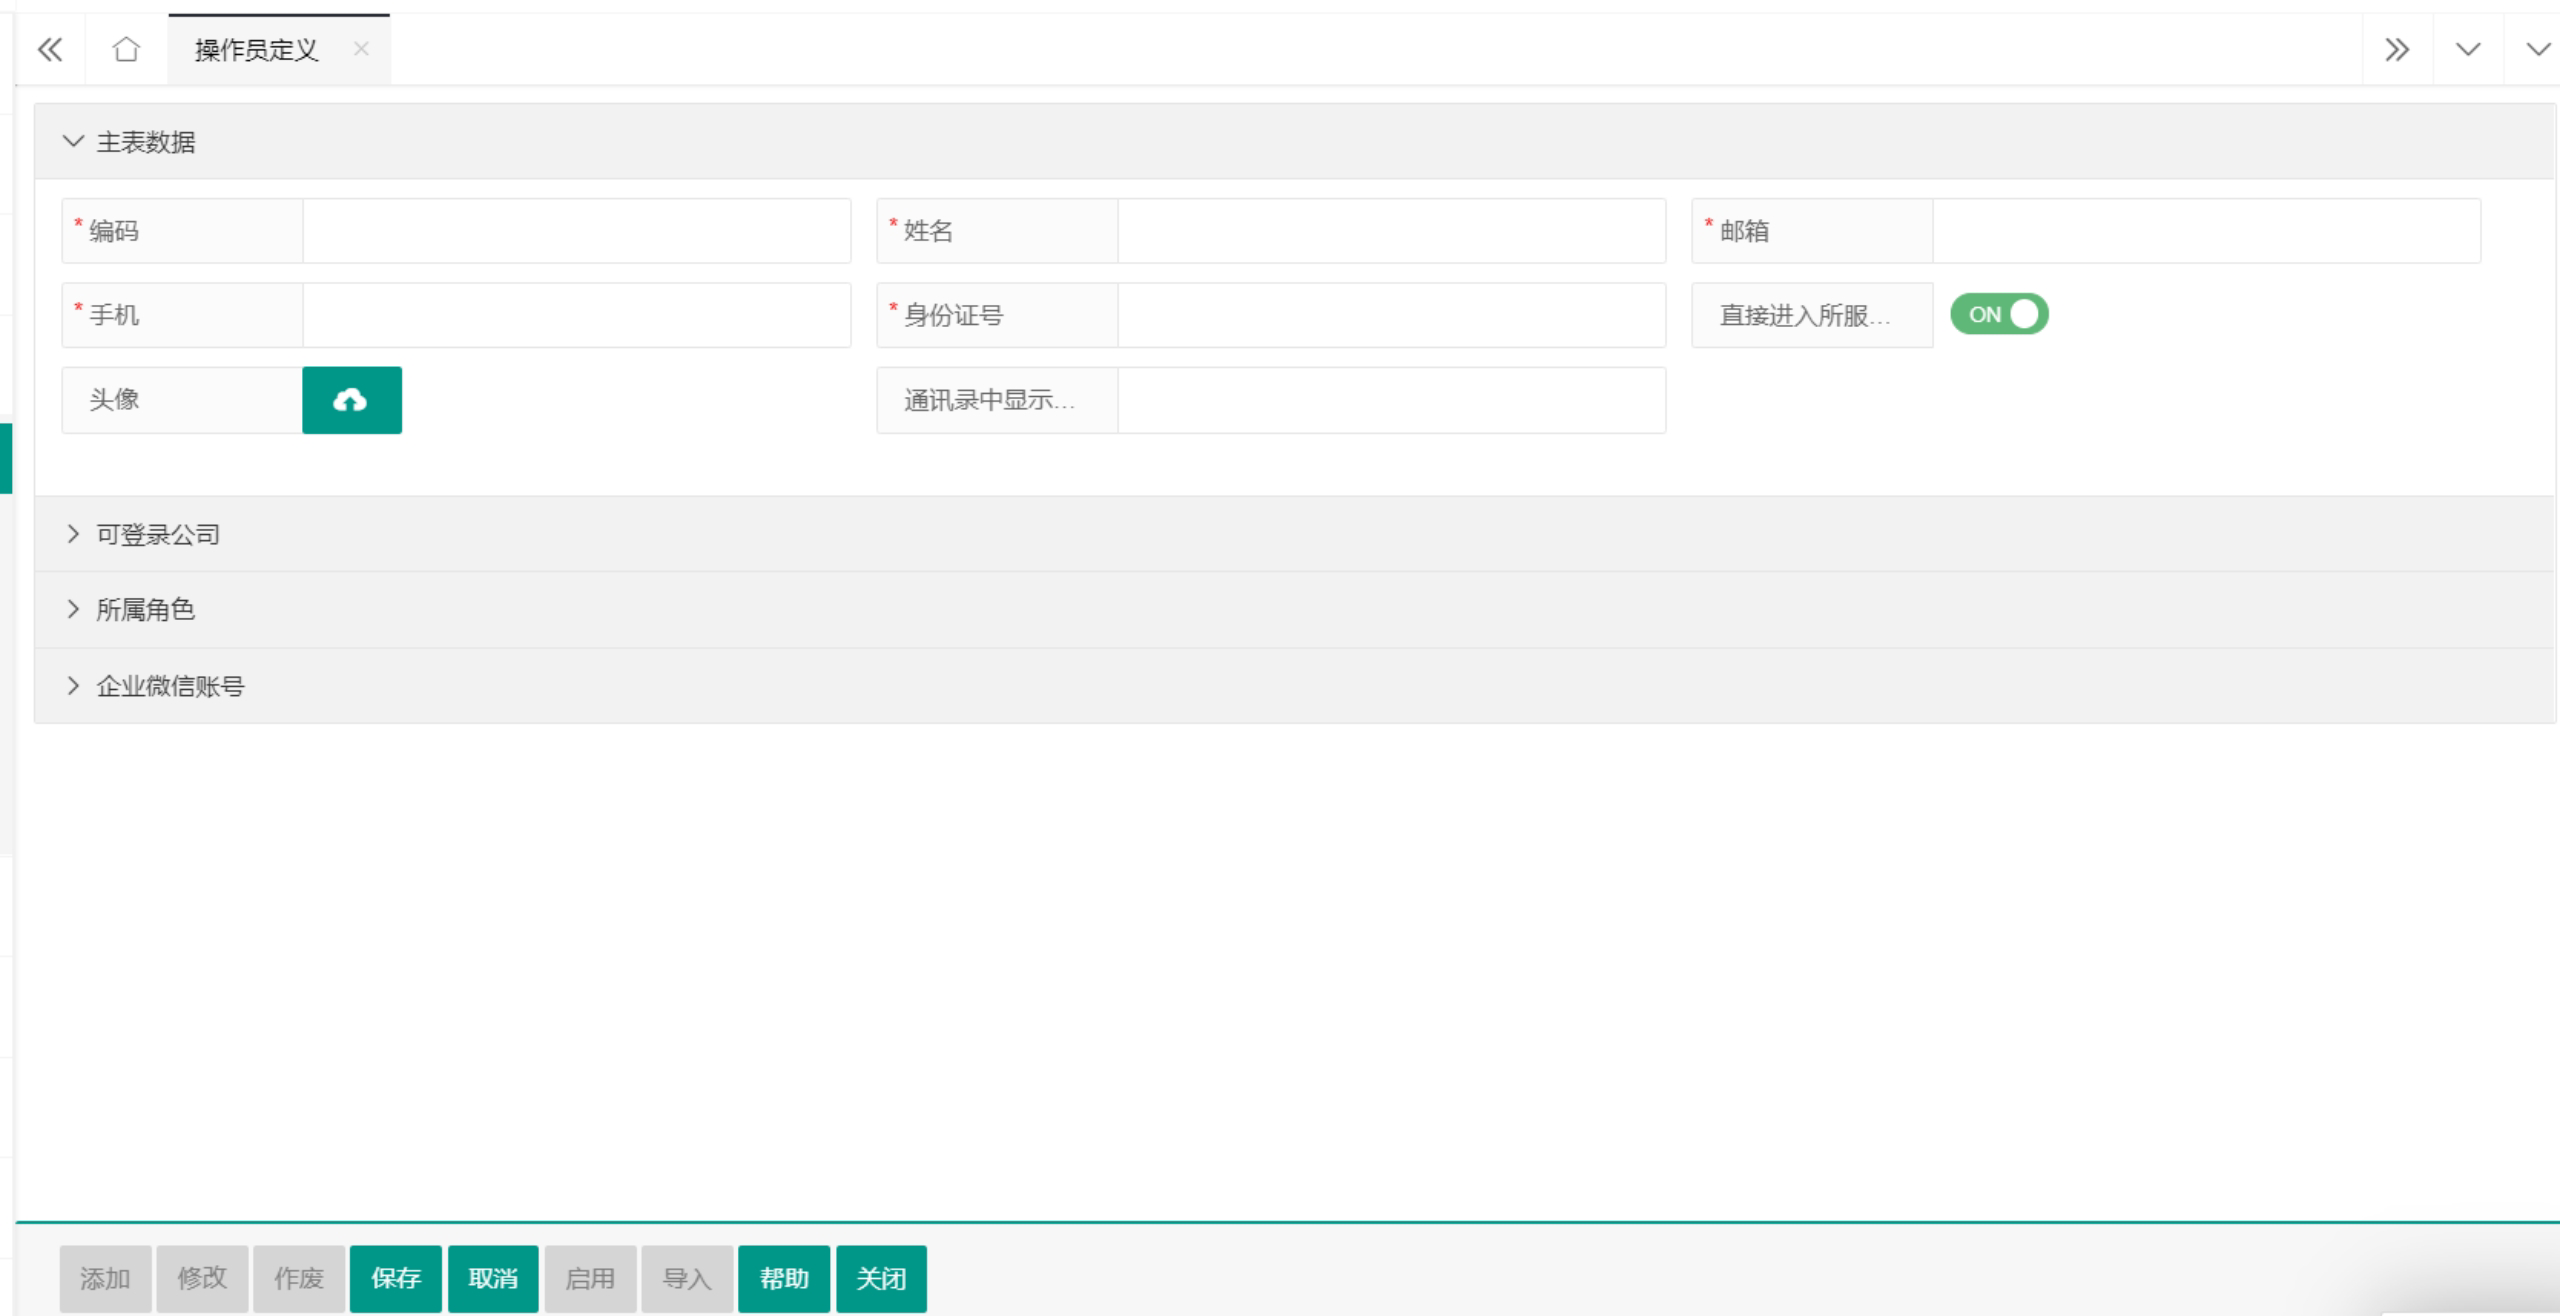 操作员定义
主表数据
* 编码 * 姓名 * 邮箱
* 手机 * 身份证号 直接进入所服... ON
头像 通讯录中显示...
可登录公司
所属角色
企业微信账号
添加 修改 作废 保存 取消 启用 导入 帮助 关闭